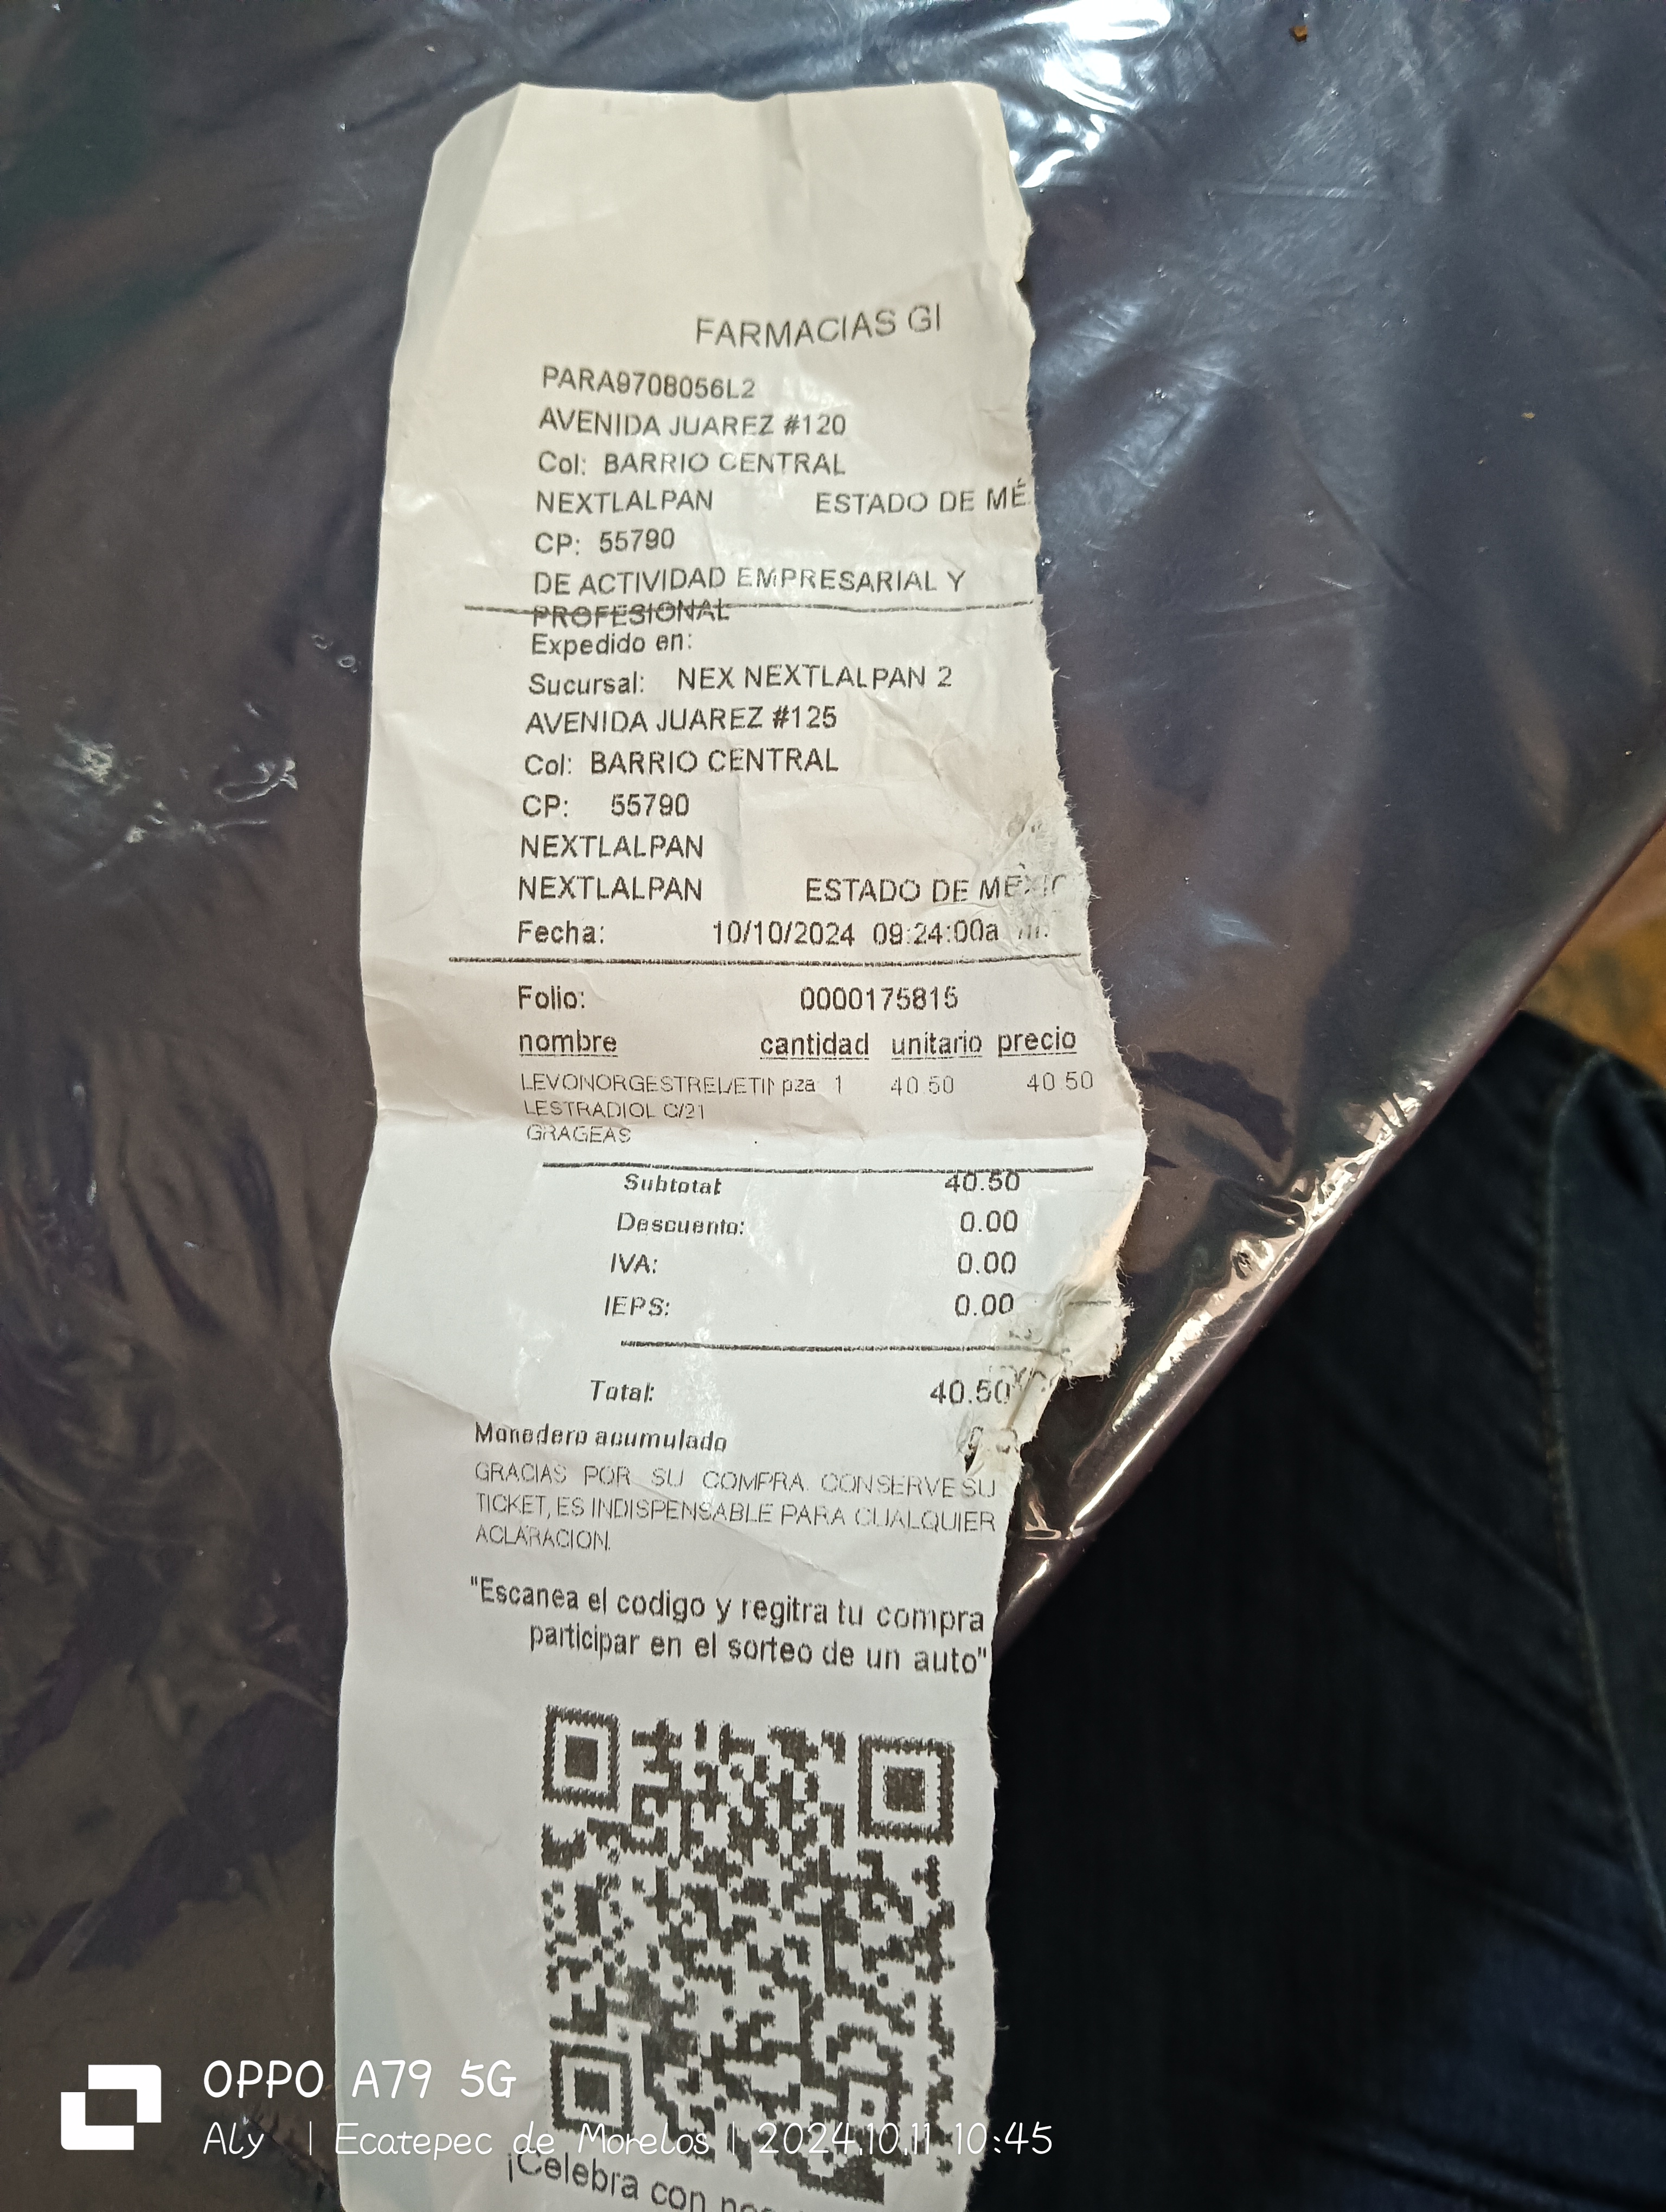 FARMACIAS GI
PARA9708056L2
AVENIDA JUAREZ #120
Col: BARRIO CENTRAL
NEXTLALPAN ESTADO DE MÉ
CP: 55790
DE ACTIVIDAD EMPRESARIAL Y
PROFESIONAL
Expedido en:
Sucursal: NEX NEXTLALPAN 2
AVENIDA JUAREZ #125
Col: BARRIO CENTRAL
CP: 55790
NEXTLALPAN
NEXTLALPAN ESTADO DE MÉXIC
Fecha: 10/10/2024 09:24:00a m.
Folio: 0000175815
nombre cantidad unitario precio
LEVONORGESTREL/ETIN pza 1 40.50 40.50
LESTRADIOL C/21
GRAGEAS
Subtotal: 40.50
Descuento: 0.00
IVA: 0.00
IEPS: 0.00
Total: 40.50
Monedero acumulado
GRACIAS POR SU COMPRA. CONSERVE SU
TICKET, ES INDISPENSABLE PARA CUALQUIER
ACLARACION.
"Escanea el codigo y regitra tu compra
participar en el sorteo de un auto"
¡Celebra con
OPPO A79 5G
Aly | Ecatepec de Morelos | 2024.10.11 10:45